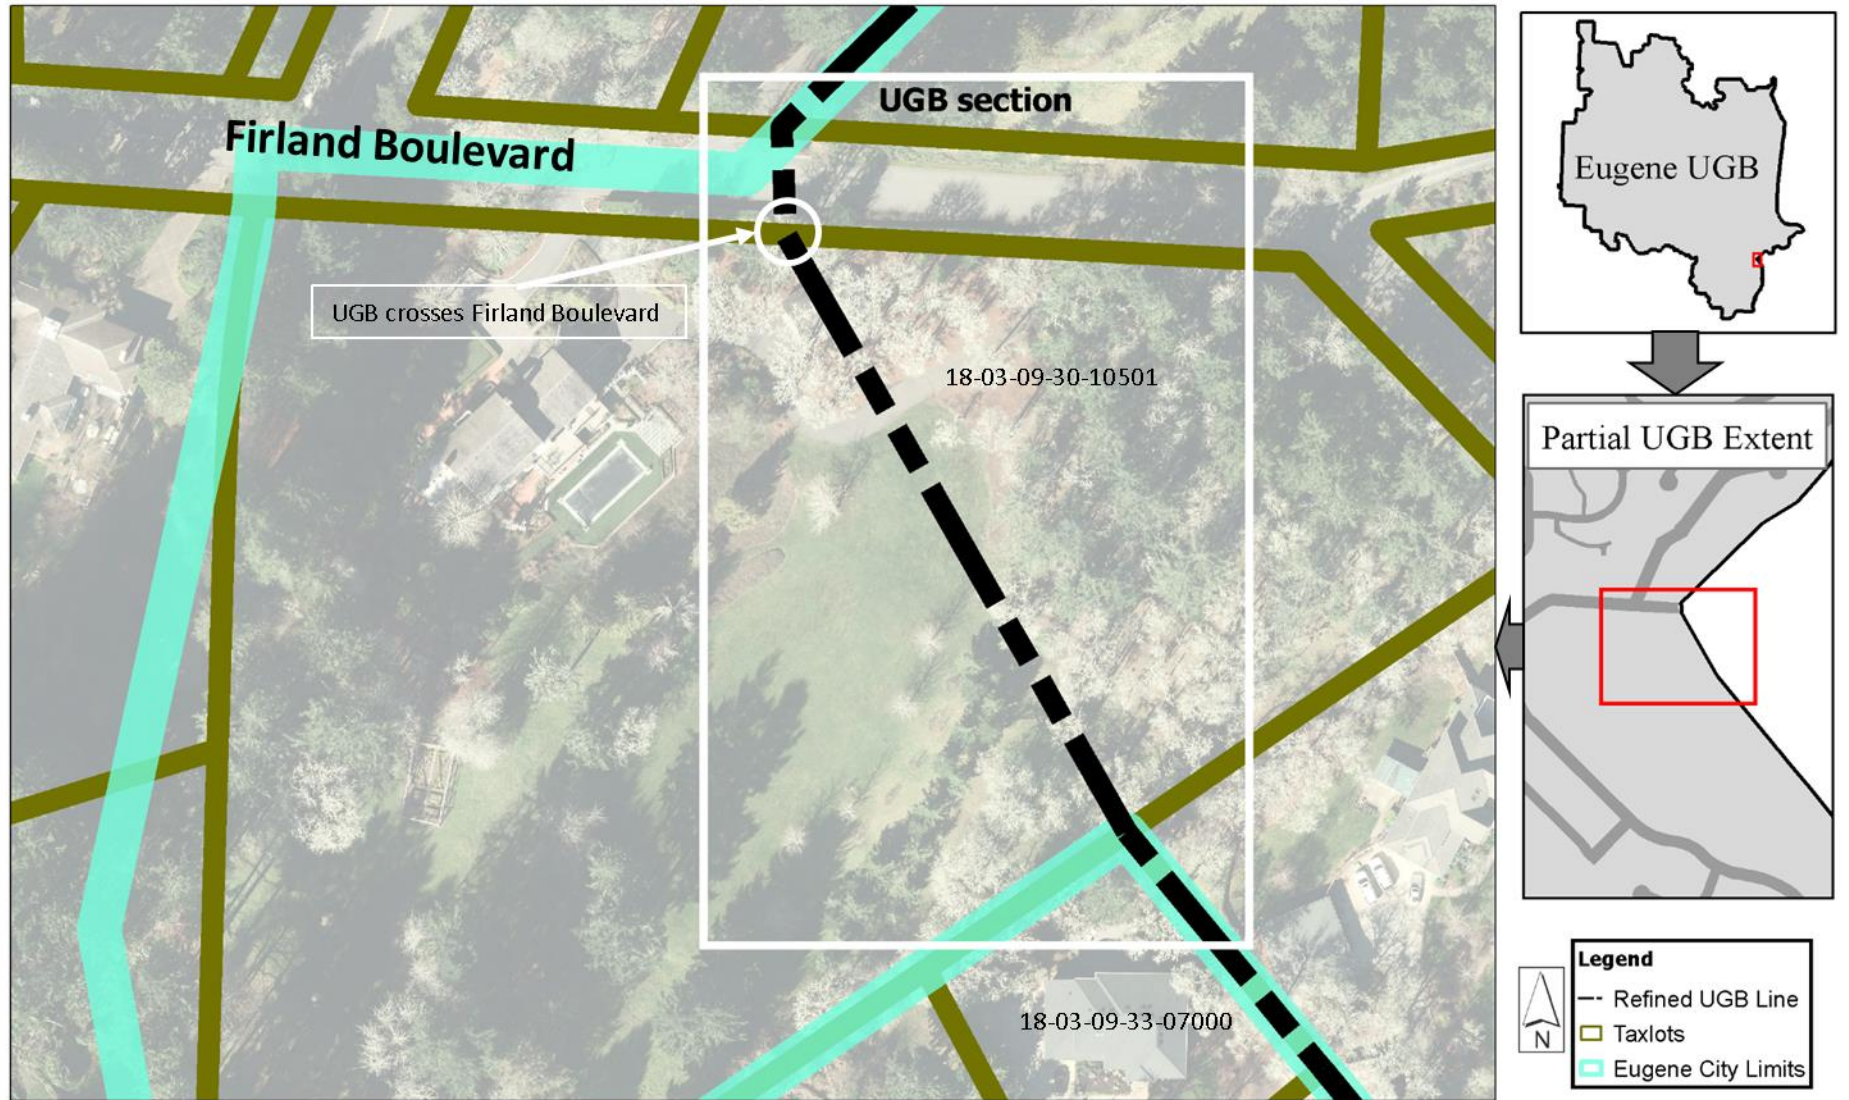 UGB section
Firland Boulevard
UGB crosses Firland Boulevard
18-03-09-30-10501
18-03-09-33-07000
Eugene UGB
Partial UGB Extent
N
Legend
Refined UGB Line
Taxlots
Eugene City Limits